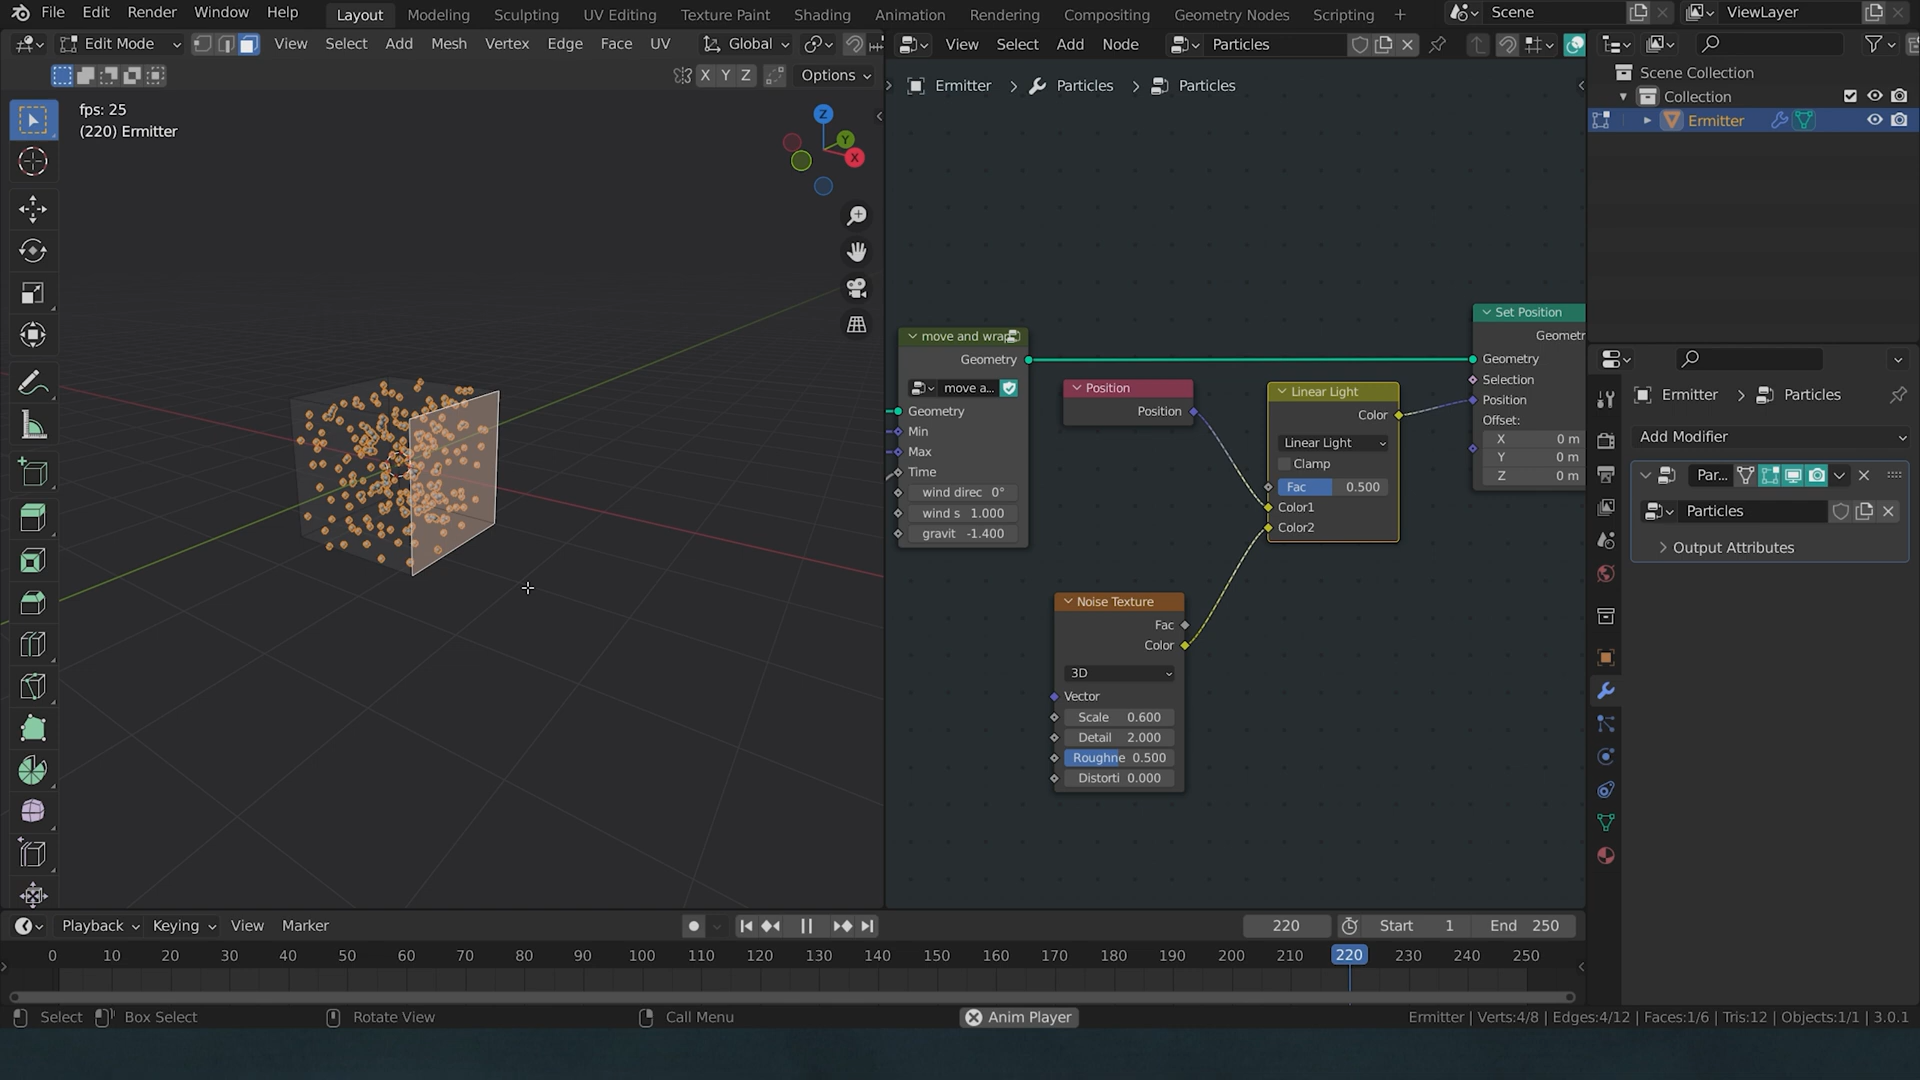 File Edit Render Window Help Layout Modeling Sculpting UV Editing Texture Paint Shading Animation Rendering Compositing Geometry Nodes Scripting + Scene ViewLayer
Edit Mode View Select Add Mesh Vertex Edge Face UV Global
View Select Add Node Particles
X Y Z Options
Ermitter > Particles > Particles
fps: 25
(220) Ermitter
Z
Y
X
move and wrap
Geometry
move a...
Geometry
Min
Max
Time
wind direc 0°
wind s 1.000
gravit -1.400
Position
Position
Linear Light
Color
Linear Light
Clamp
Fac 0.500
Color1
Color2
Set Position
Geometr
Geometry
Selection
Position
Offset:
X 0 m
Y 0 m
Z 0 m
Noise Texture
Fac
Color
3D
Vector
Scale 0.600
Detail 2.000
Roughne 0.500
Distorti 0.000
Scene Collection
Collection
Ermitter
Ermitter > Particles
Add Modifier
Par...
Particles
Output Attributes
Playback Keying View Marker 220 Start 1 End 250
0 10 20 30 40 50 60 70 80 90 100 110 120 130 140 150 160 170 180 190 200 210 220 230 240 250
Select Box Select Rotate View Call Menu Anim Player Ermitter | Verts:4/8 | Edges:4/12 | Faces:1/6 | Tris:12 | Objects:1/1 | 3.0.1